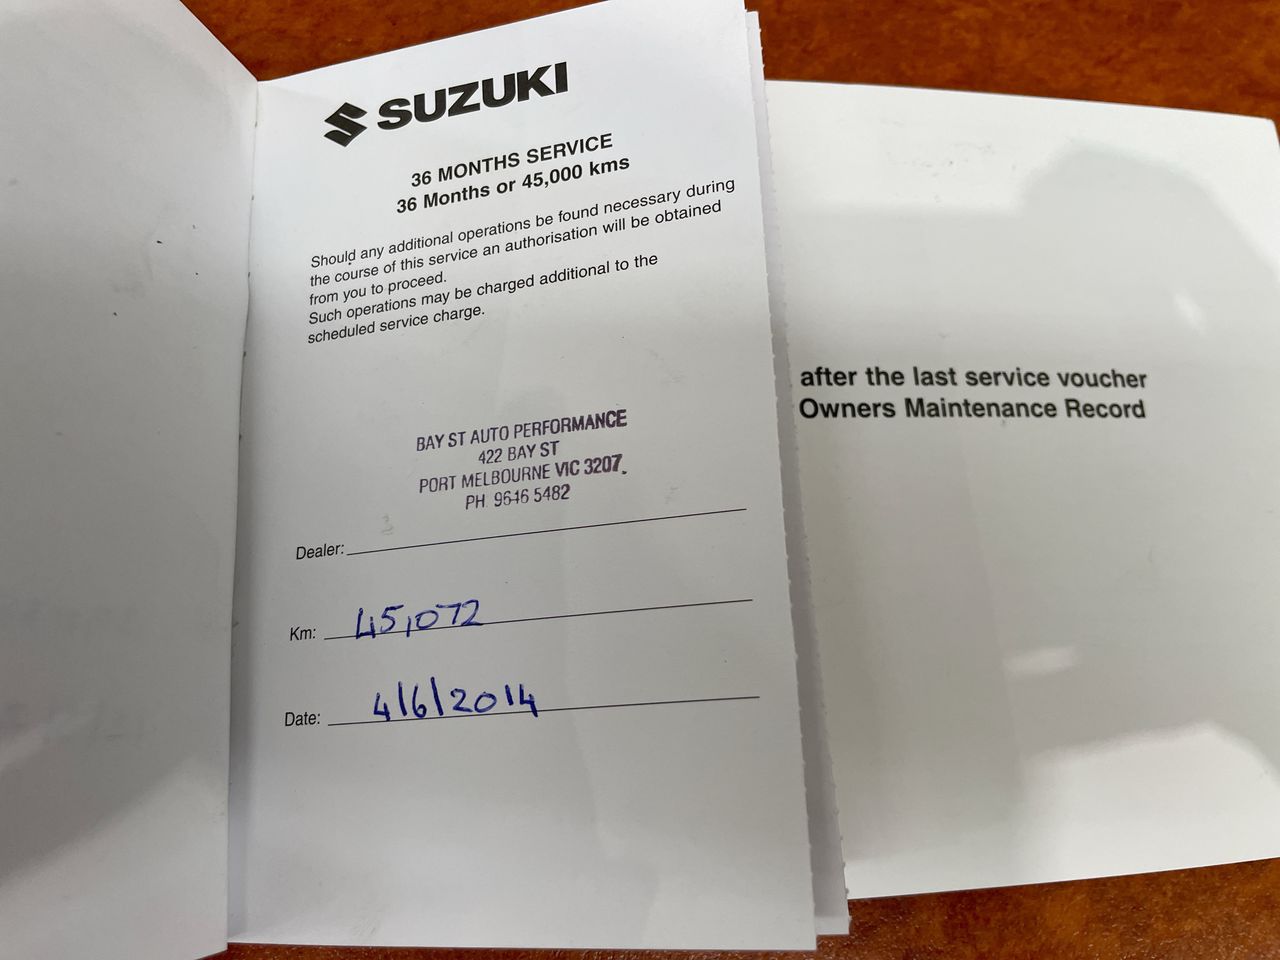 SUZUKI
36 MONTHS SERVICE
36 Months or 45,000 kms
Should any additional operations be found necessary during
the course of this service an authorisation will be obtained
from you to proceed.
Such operations may be charged additional to the
scheduled service charge.
BAY ST AUTO PERFORMANCE
422 BAY ST
PORT MELBOURNE VIC 3207.
PH 9646 5482
Dealer:
Km: 45,072
Date: 4/6/2014
after the last service voucher
Owners Maintenance Record